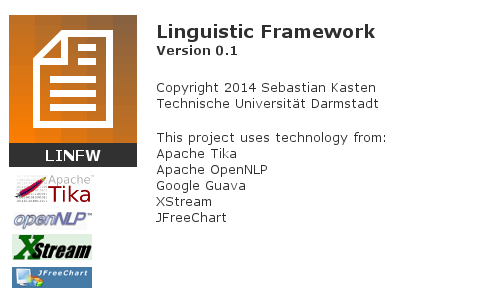 Linguistic Framework
Version 0.1
Copyright 2014 Sebastian Kasten
Technische Universität Darmstadt
This project uses technology from:
Apache Tika
Apache OpenNLP
Google Guava
XStream
JFreeChart
LINFW
Apache
Tika
openNLP™
XStream
JFreeChart